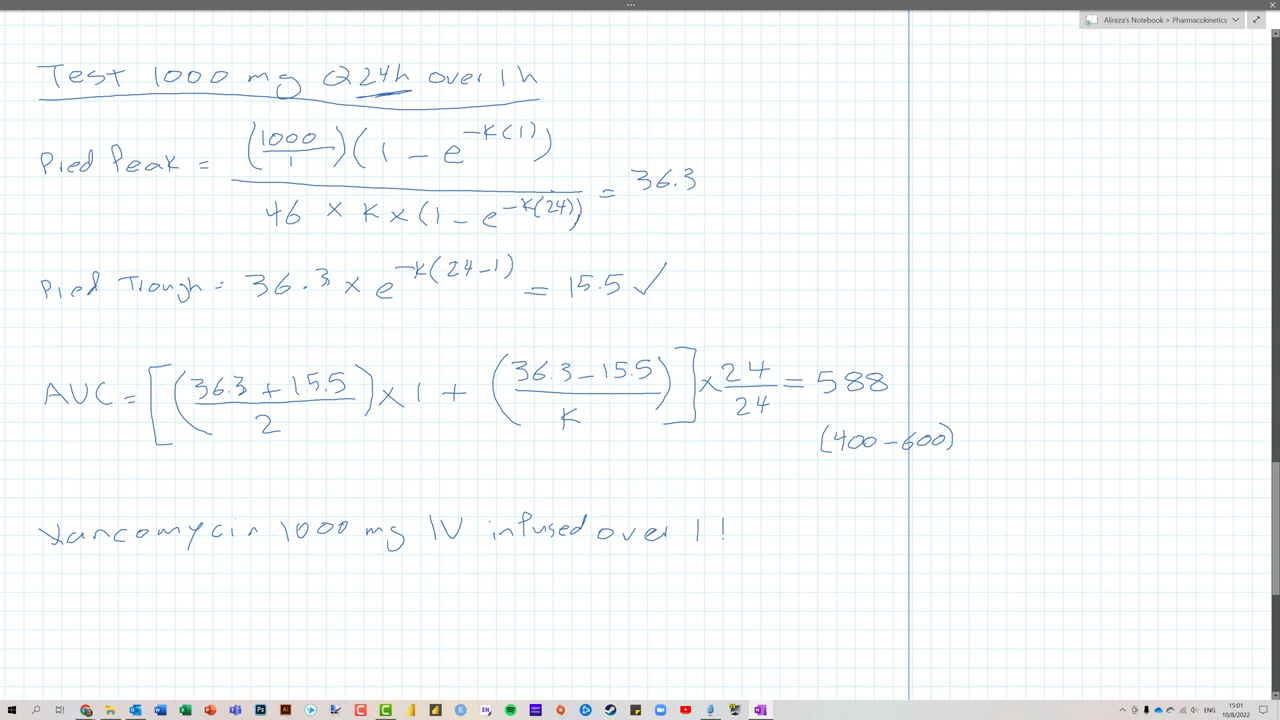 Alireza's Notebook > Pharmacokinetics
Test 1000 mg Q24h over 1h
Pred Peak = (1000/1)(1 - e^-K(1)) / 46 × K × (1 - e^-K(24)) = 36.3
Pred Trough = 36.3 × e^-K(24-1) = 15.5 ✓
AUC = [((36.3 + 15.5)/2) × 1 + ((36.3 - 15.5)/K)] × 24/24 = 588
(400 - 600)
Vancomycin 1000 mg IV infused over 1
ENG
15:01
10/8/2022